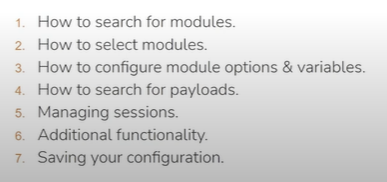 1. How to search for modules.
2. How to select modules.
3. How to configure module options & variables.
4. How to search for payloads.
5. Managing sessions.
6. Additional functionality.
7. Saving your configuration.